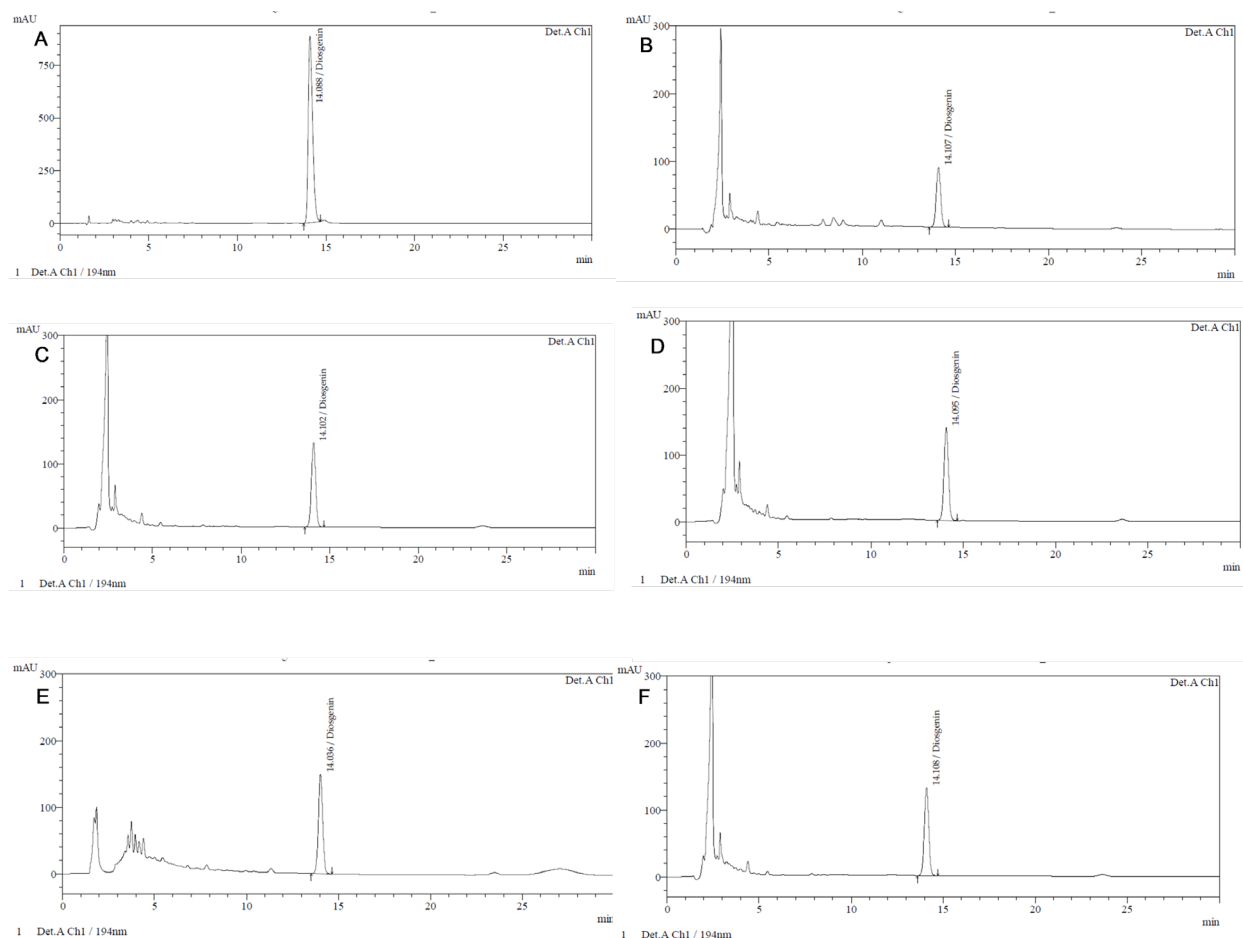 mAU
A
Det.A Ch1
14.088 / Diosgenin
750
500
250
0
0 5 10 15 20 25
min
1 Det.A Ch1 / 194nm
mAU
300
B
Det.A Ch1
14.107 / Diosgenin
200
100
0
0 5 10 15 20 25
min
mAU
300
C
Det.A Ch1
14.102 / Diosgenin
200
100
0
0 5 10 15 20 25
min
1 Det.A Ch1 / 194nm
300
D
Det.A Ch1
14.095 / Diosgenin
200
100
0
0 5 10 15 20 25
min
1 Det.A Ch1 / 194nm
mAU
300
E
Det.A Ch1
14.036 / Diosgenin
200
100
0
0 5 10 15 20 25
min
1 Det.A Ch1 / 194nm
mAU
300
F
Det.A Ch1
14.108 / Diosgenin
200
100
0
0 5 10 15 20 25
min
1 Det.A Ch1 / 194nm